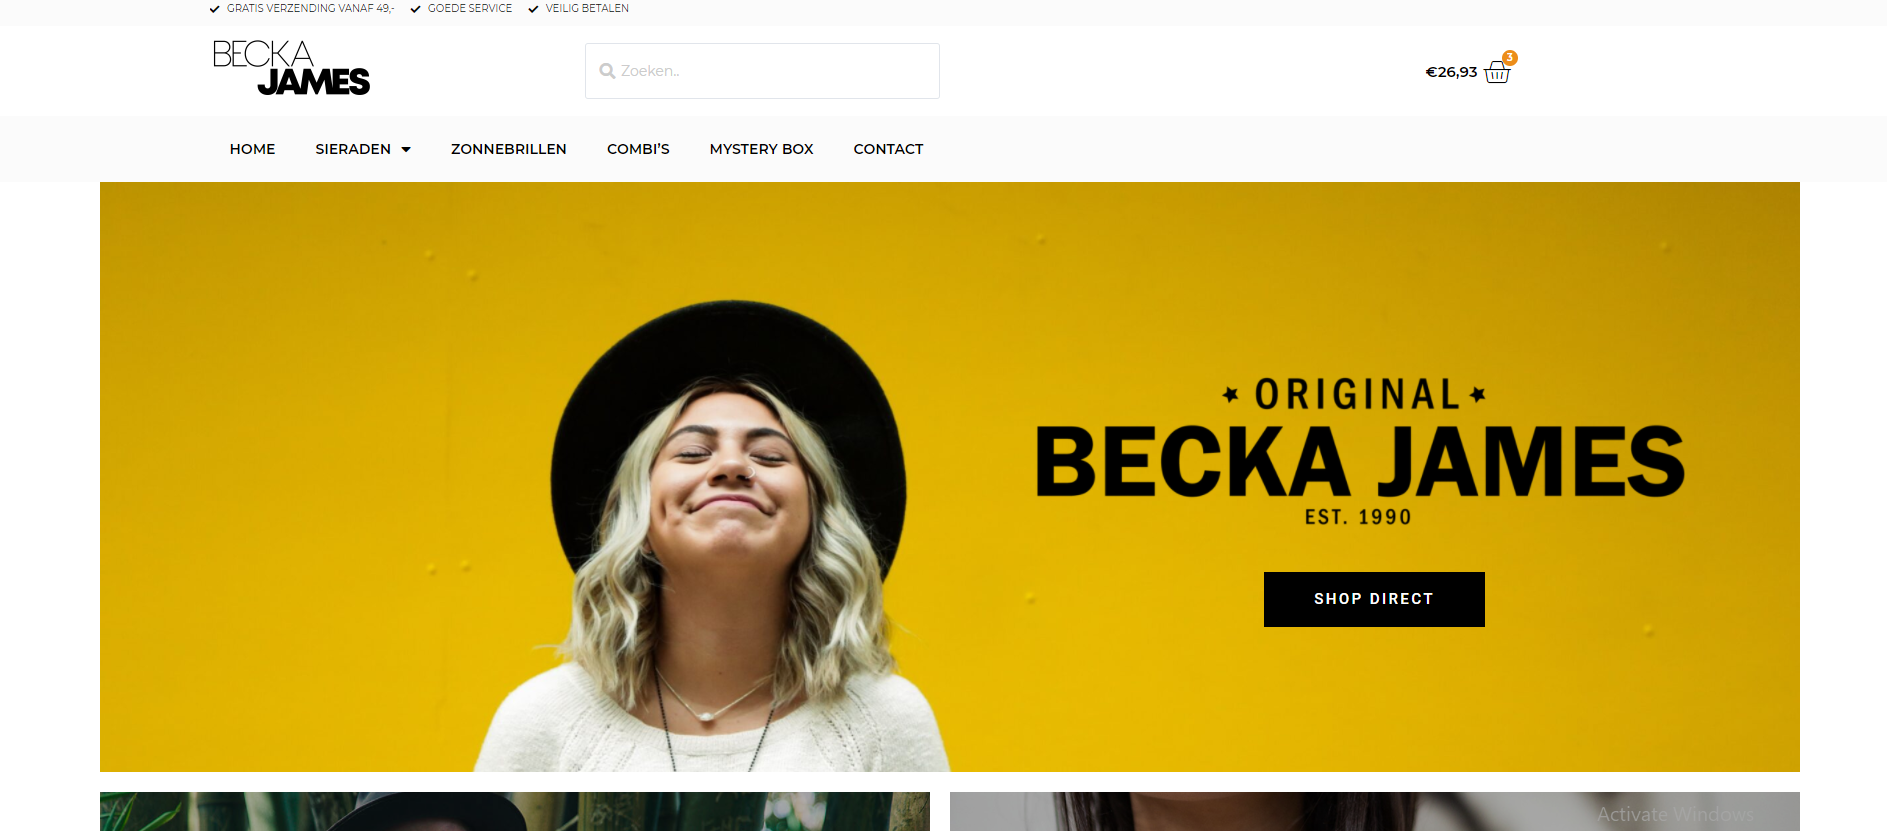 GRATIS VERZENDING VANAF 49,- GOEDE SERVICE VEILIG BETALEN
BECKA
JAMES
Zoeken..
€26,93 3
HOME SIERADEN ZONNEBRILLEN COMBI'S MYSTERY BOX CONTACT
ORIGINAL
BECKA JAMES
EST. 1990
SHOP DIRECT
Activate Windows